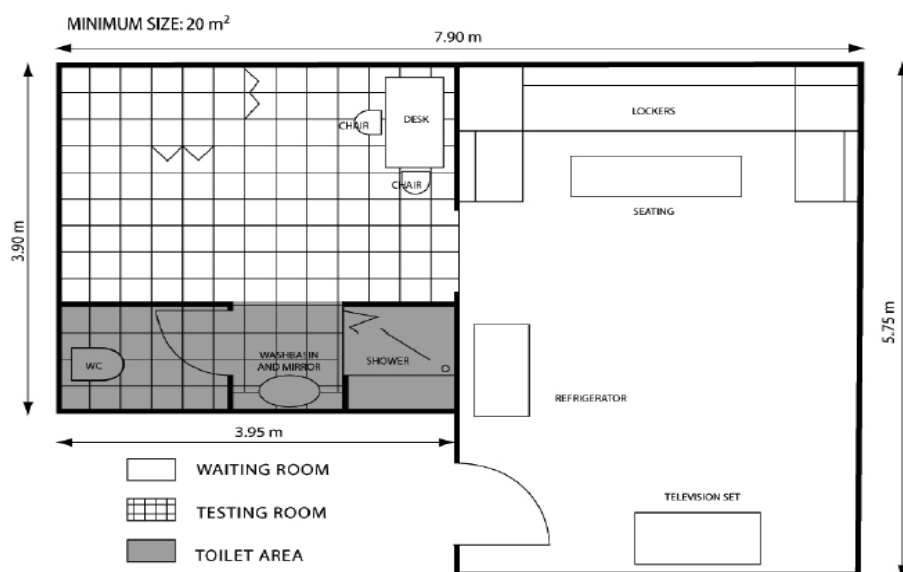 MINIMUM SIZE: 20 m²
7.90 m
LOCKERS
CHAIR
DESK
CHAIR
SEATING
3.90 m
5.75 m
WC
WASHBASIN
AND MIRROR
SHOWER
REFRIGERATOR
3.95 m
WAITING ROOM
TELEVISION SET
TESTING ROOM
TOILET AREA